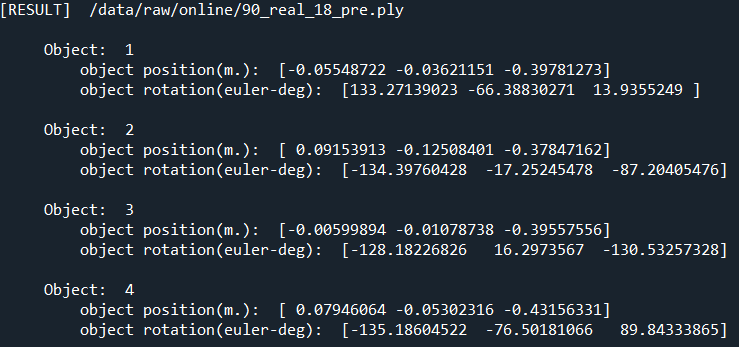 [RESULT]  /data/raw/online/90_real_18_pre.ply
Object:  1
object position(m.):  [-0.05548722 -0.03621151 -0.39781273]
object rotation(euler-deg):  [133.27139023 -66.38830271  13.9355249 ]
Object:  2
object position(m.):  [ 0.09153913 -0.12508401 -0.37847162]
object rotation(euler-deg):  [-134.39760428  -17.25245478  -87.20405476]
Object:  3
object position(m.):  [-0.00599894 -0.01078738 -0.39557556]
object rotation(euler-deg):  [-128.18226826   16.2973567  -130.53257328]
Object:  4
object position(m.):  [ 0.07946064 -0.05302316 -0.43156331]
object rotation(euler-deg):  [-135.18604522  -76.50181066   89.84333865]